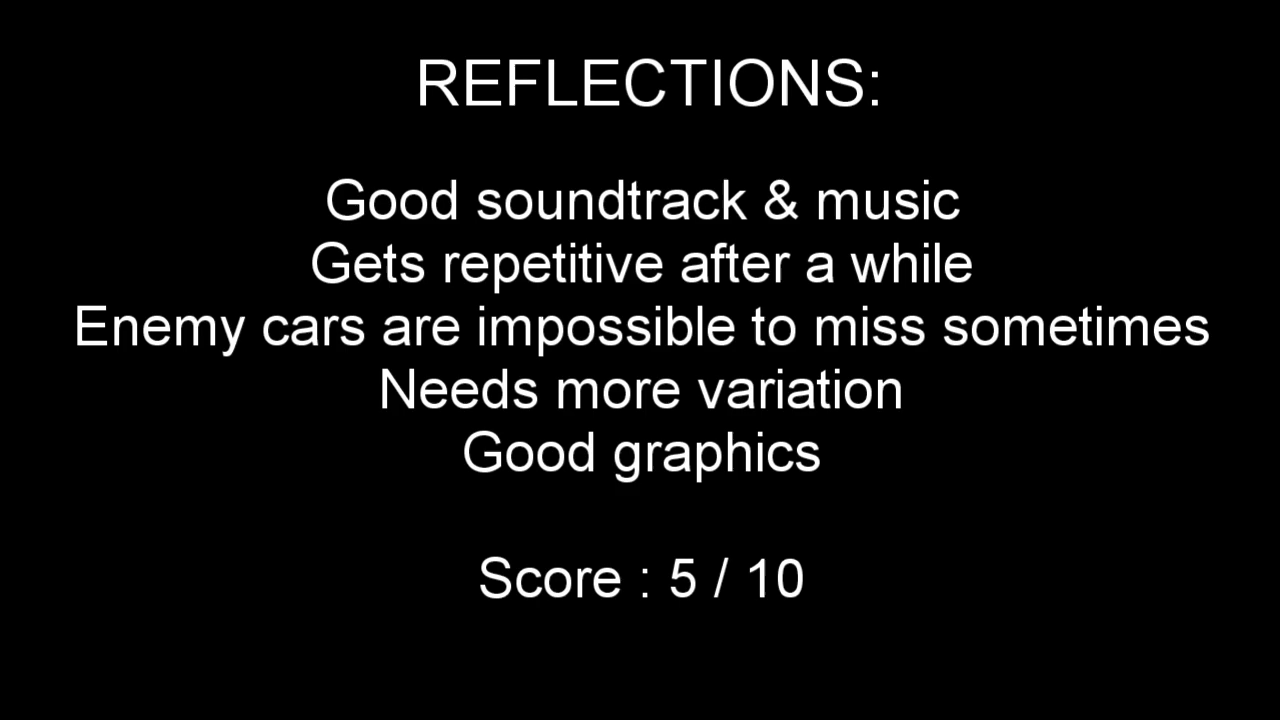 REFLECTIONS:
Good soundtrack & music
Gets repetitive after a while
Enemy cars are impossible to miss sometimes
Needs more variation
Good graphics
Score : 5 / 10